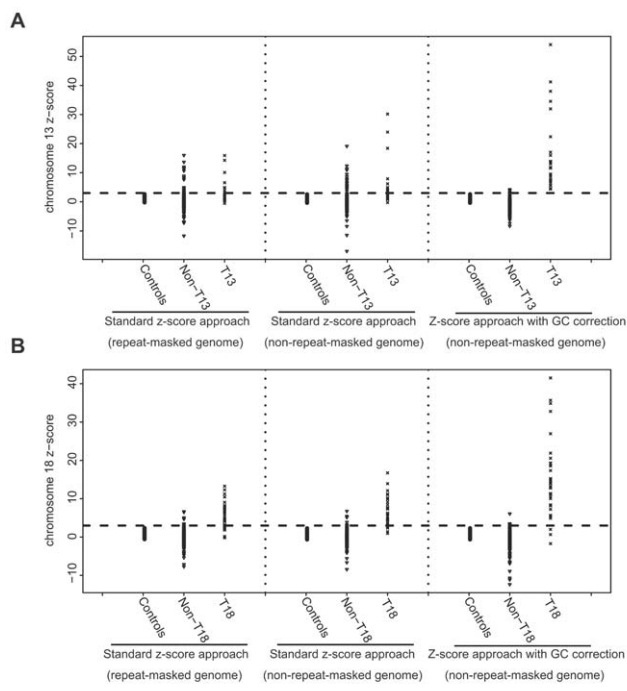 A
chromosome 13 z-score
50
40
30
20
10
0
-10
Controls
Non-T13
T13
Controls
Non-T13
T13
Controls
Non-T13
T13
Standard z-score approach
(repeat-masked genome)
Standard z-score approach
(non-repeat-masked genome)
Z-score approach with GC correction
(non-repeat-masked genome)
B
chromosome 18 z-score
40
30
20
10
0
-10
Controls
Non-T18
T18
Controls
Non-T18
T18
Controls
Non-T18
T18
Standard z-score approach
(repeat-masked genome)
Standard z-score approach
(non-repeat-masked genome)
Z-score approach with GC correction
(non-repeat-masked genome)